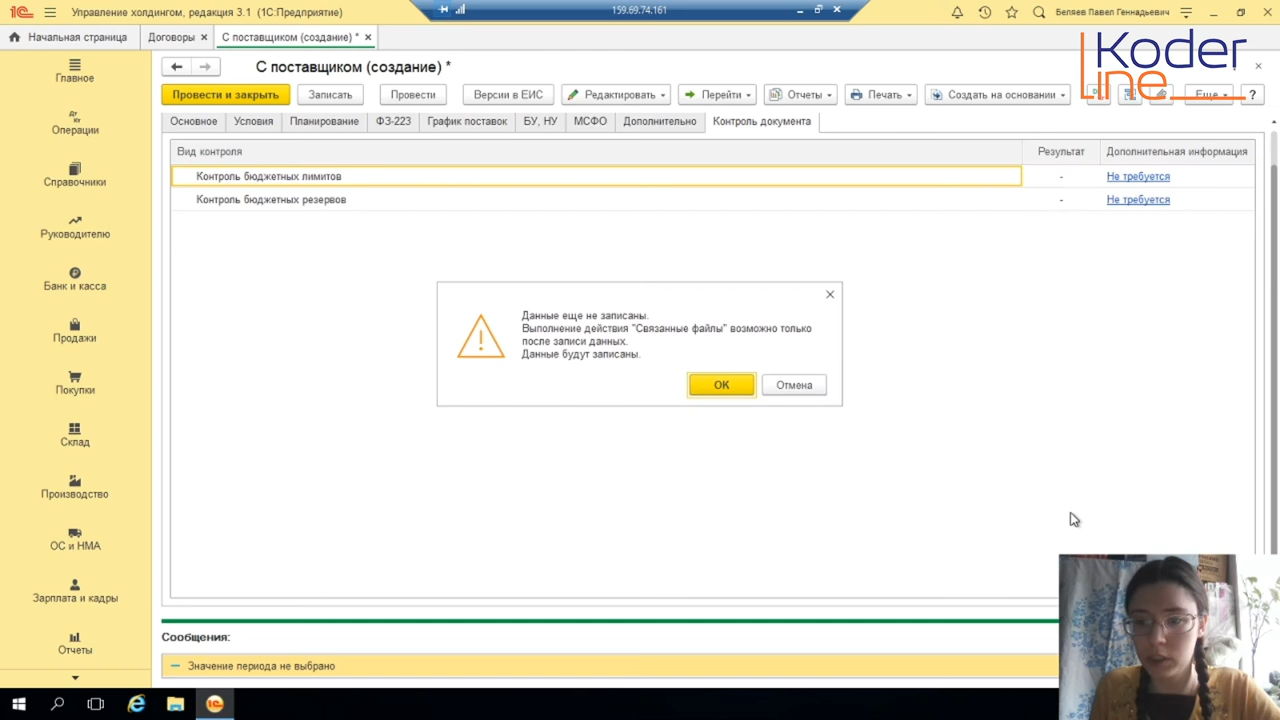 Управление холдингом, редакция 3.1 (1С:Предприятие)
159.69.74.161
Беляев Павел Геннадьевич
Начальная страница
Договоры
С поставщиком (создание) *
Koder
line
С поставщиком (создание) *
Провести и закрыть
Записать
Провести
Версии в ЕИС
Редактировать
Перейти
Отчеты
Печать
Создать на основании
Еще
?
Основное
Условия
Планирование
ФЗ-223
График поставок
БУ, НУ
МСФО
Дополнительно
Контроль документа
Вид контроля
Результат
Дополнительная информация
Контроль бюджетных лимитов
-
Не требуется
Контроль бюджетных резервов
-
Не требуется
Данные еще не записаны.
Выполнение действия "Связанные файлы" возможно только
после записи данных.
Данные будут записаны.
ОК
Отмена
Главное
Операции
Справочники
Руководителю
Банк и касса
Продажи
Покупки
Склад
Производство
ОС и НМА
Зарплата и кадры
Отчеты
Сообщения:
Значение периода не выбрано